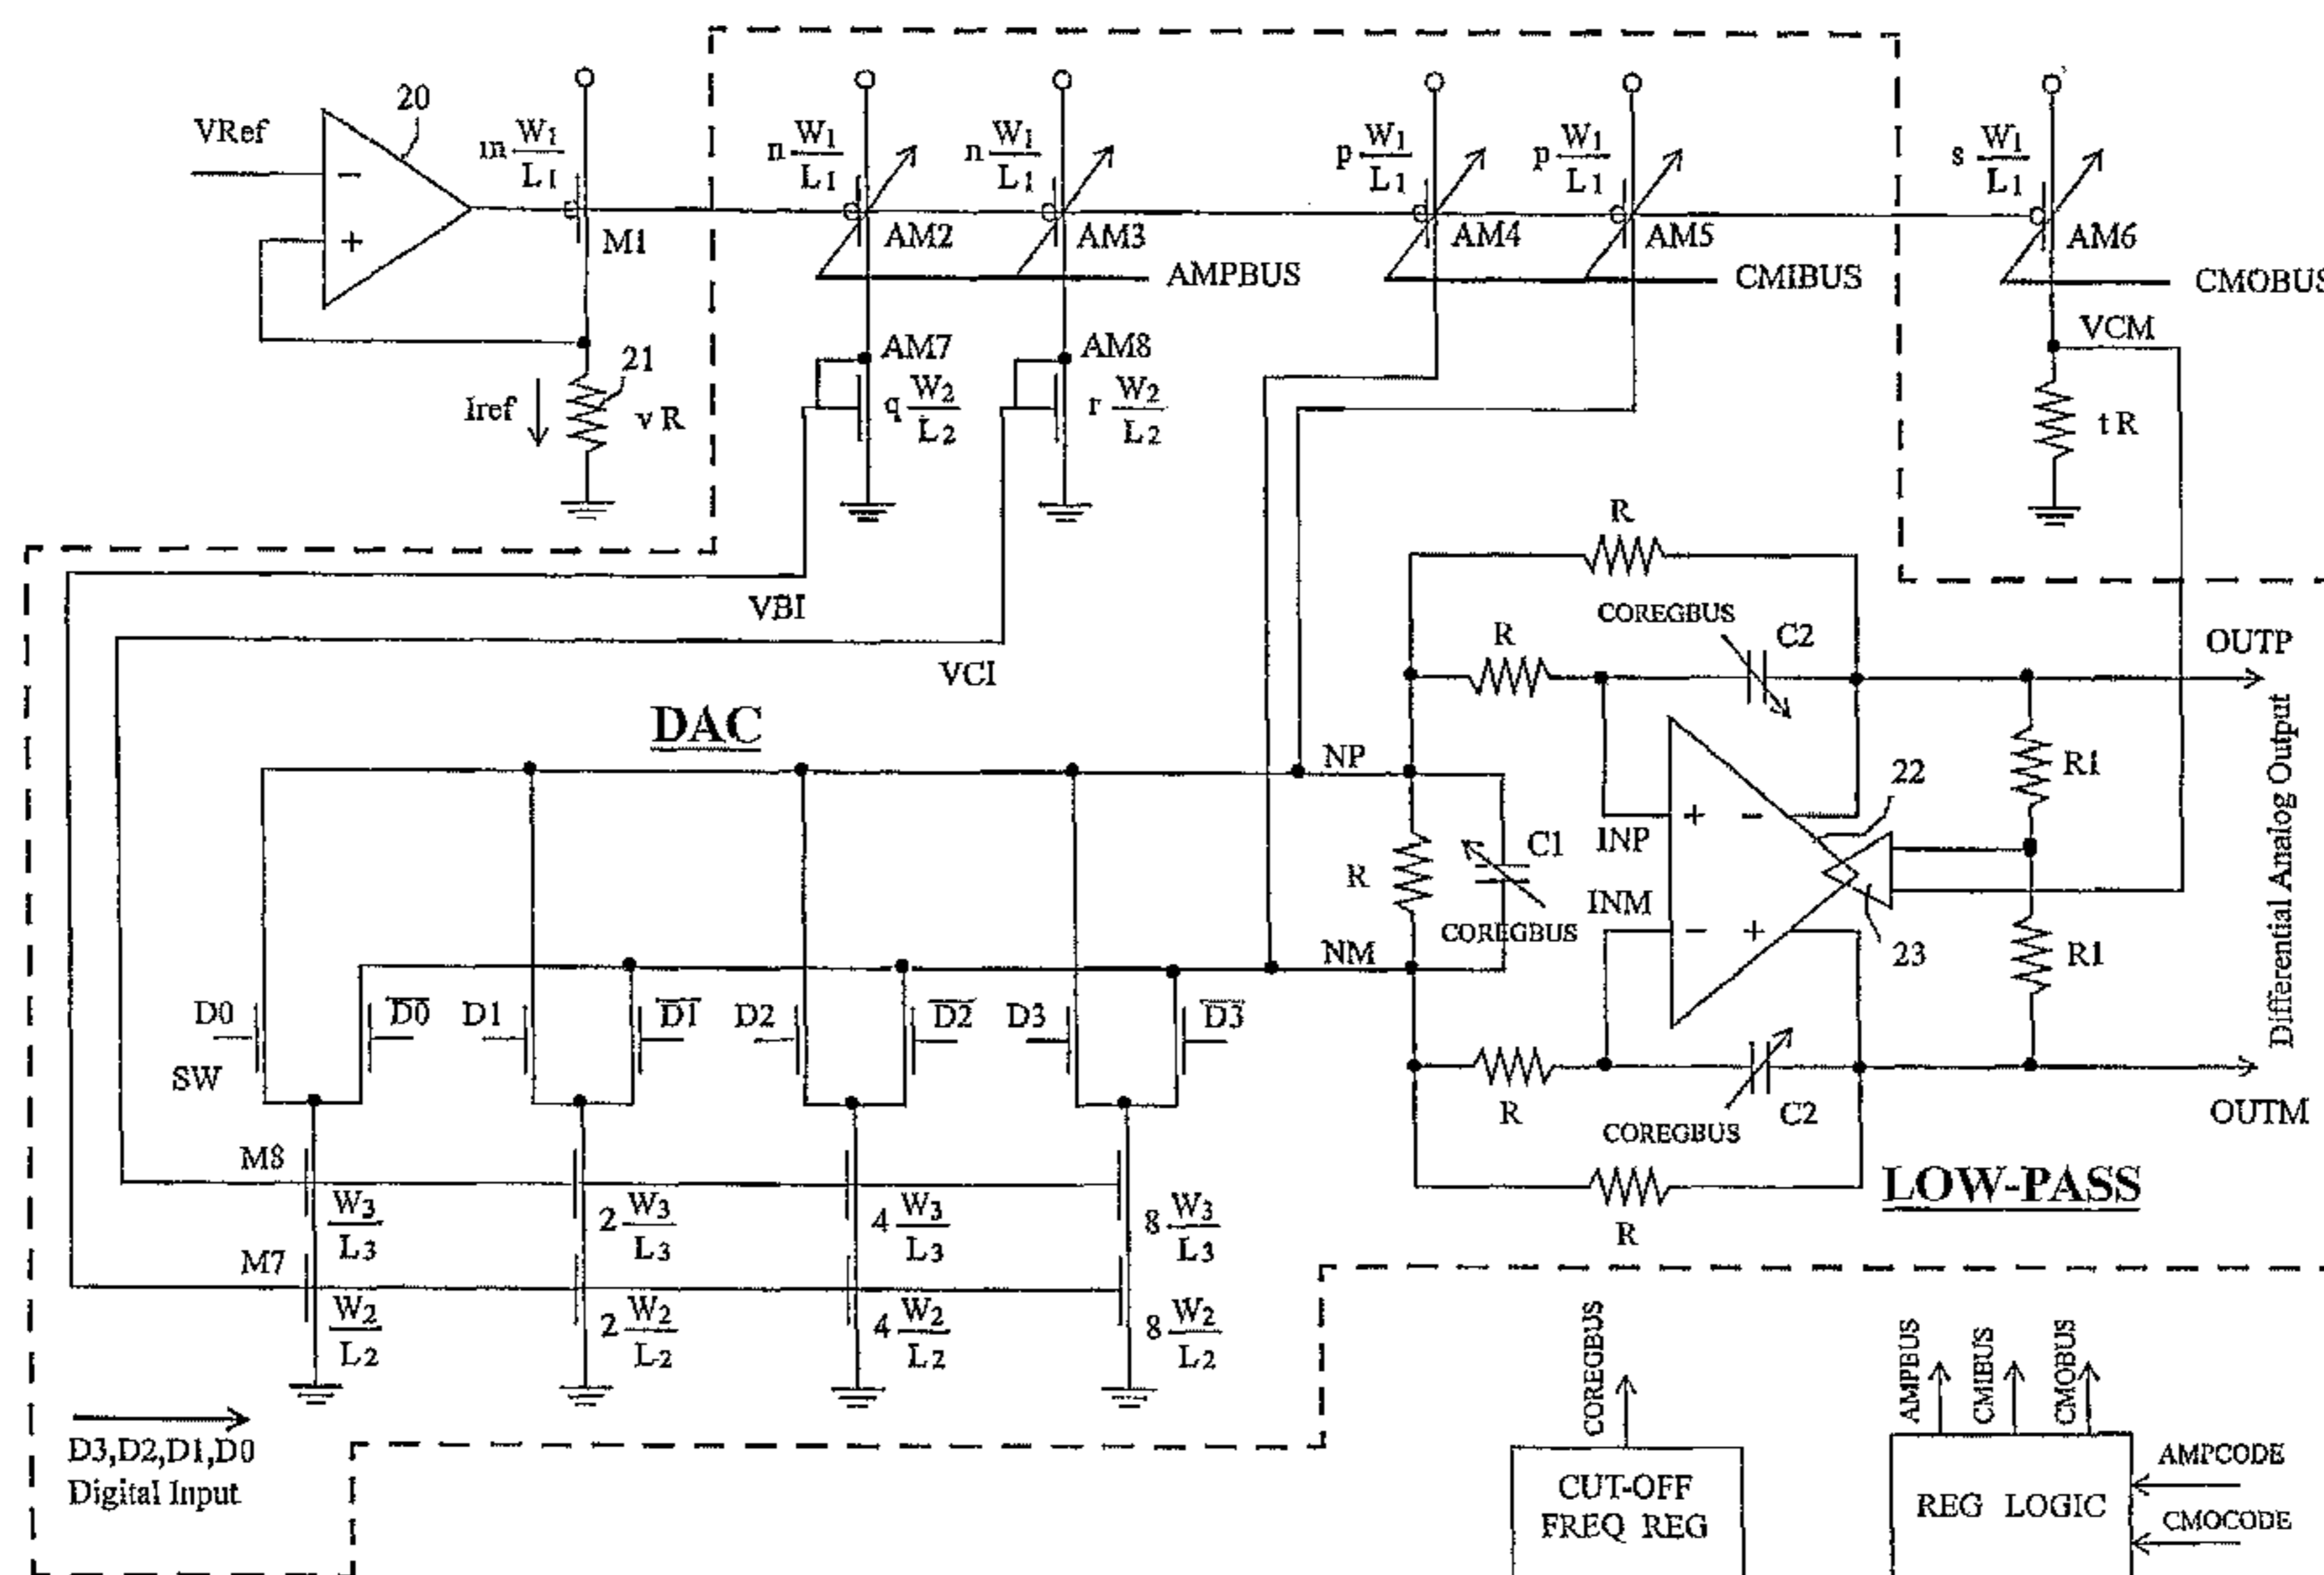 20
VRef
m W1/L1
n W1/L1
n W1/L1
p W1/L1
p W1/L1
s W1/L1
−
+
M1
AM2
AM3
AM4
AM5
AM6
AMPBUS
CMIBUS
CMOBUS
VCM
Iref
21
vR
AM7
q W2/L2
AM8
r W2/L2
tR
R
VBI
VCI
COREGBUS
R
C2
OUTP
DAC
NP
R1
22
INP
+ −
C1
R
INM
− +
COREGBUS
NM
23
R1
Differential Analog Output
D0
D0
D1
D1
D2
D2
D3
D3
SW
R
COREGBUS
C2
OUTM
R
LOW-PASS
M8
W3/L3
2 W3/L3
4 W3/L3
8 W3/L3
M7
W2/L2
2 W2/L2
4 W2/L2
8 W2/L2
D3,D2,D1,D0
Digital Input
COREGBUS
AMPBUS
CMIBUS
CMOBUS
CUT-OFF
FREQ REG
REG LOGIC
AMPCODE
CMOCODE